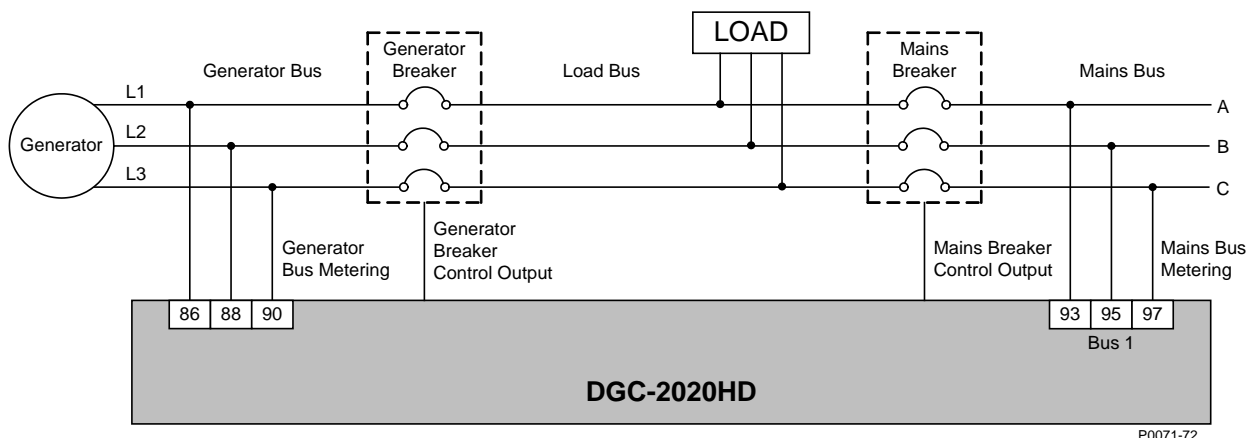 LOAD
Generator
Breaker
Mains
Breaker
Generator Bus
Load Bus
Mains Bus
L1
A
Generator
L2
B
L3
C
Generator
Bus Metering
Generator
Breaker
Control Output
Mains Breaker
Control Output
Mains Bus
Metering
86 88 90
93 95 97
Bus 1
DGC-2020HD
P0071-72